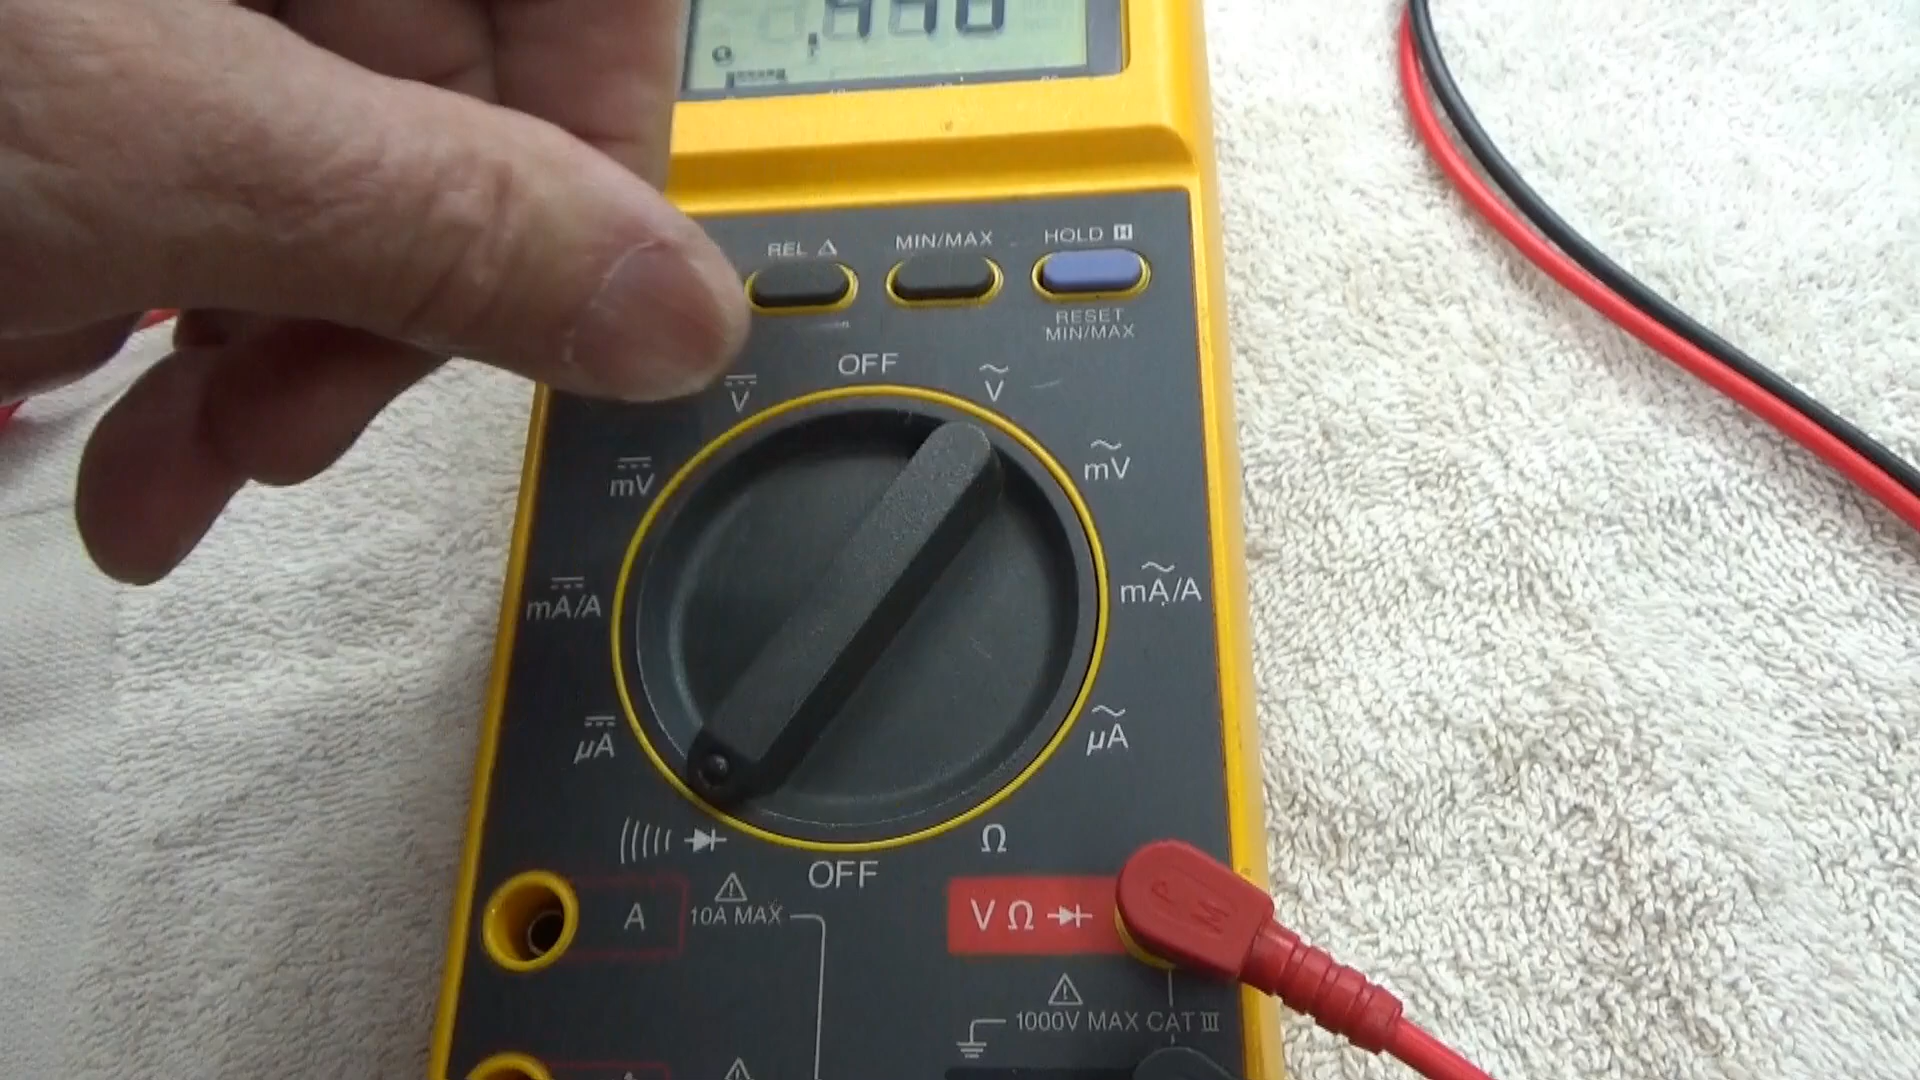 REL Δ
MIN/MAX
HOLD H
RESET
MIN/MAX
OFF
V
V
mV
mV
mA/A
mA/A
µA
µA
Ω
OFF
A
10A MAX
V Ω
1000V MAX CAT III